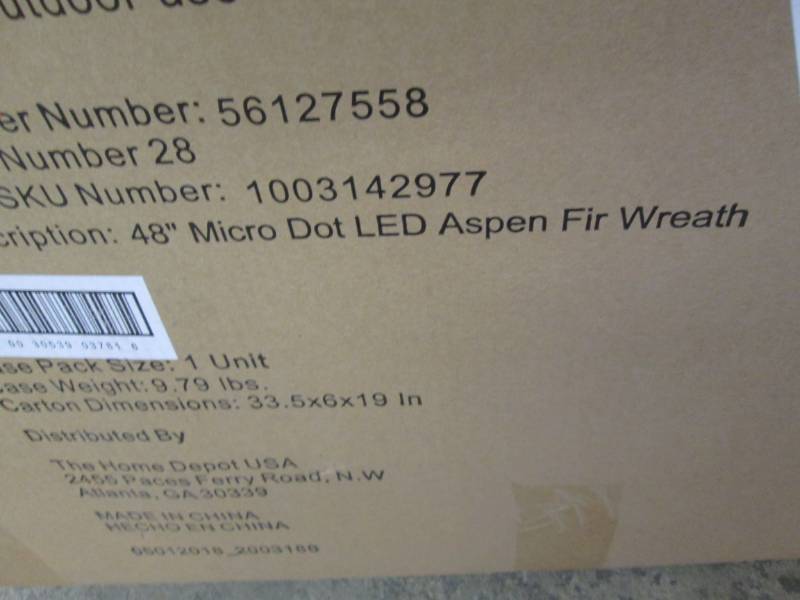 utdoor use
er Number: 56127558
Number 28
SKU Number: 1003142977
cription: 48" Micro Dot LED Aspen Fir Wreath
ase Pack Size: 1 Unit
ase Weight: 9.79 lbs.
Carton Dimensions: 33.5x6x19 In
Distributed By
The Home Depot USA
2455 Paces Ferry Road, N.W
Atlanta, GA 30339
MADE IN CHINA
HECHO EN CHINA